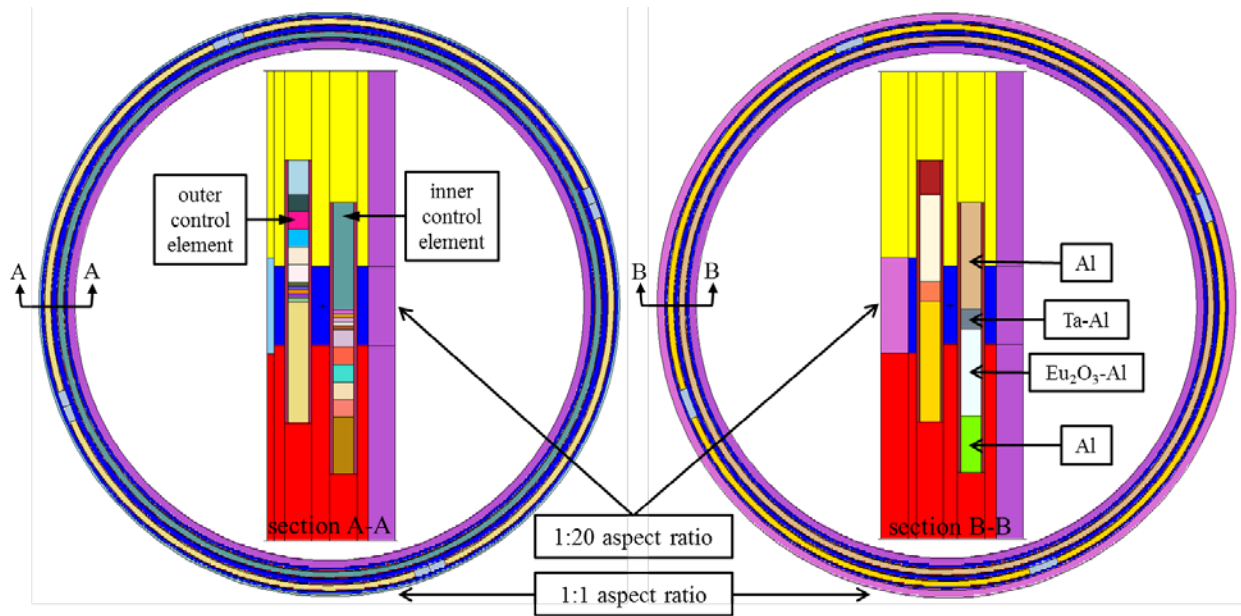 outer
control
element
inner
control
element
A
A
section A-A
B
B
Al
Ta-Al
Eu₂O₃-Al
Al
section B-B
1:20 aspect ratio
1:1 aspect ratio